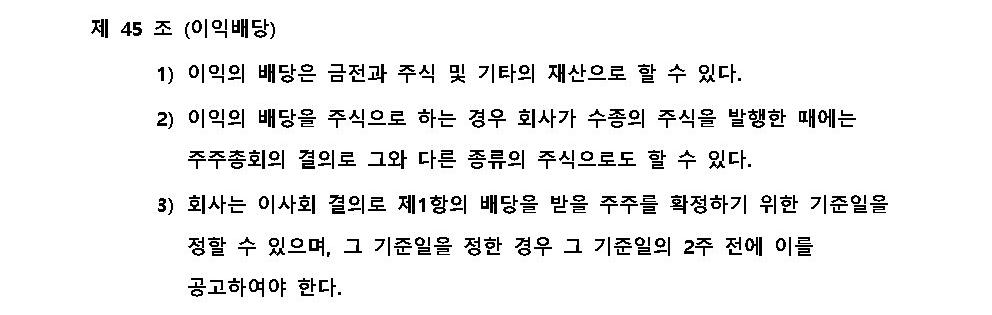 제 45 조 (이익배당)
1) 이익의 배당은 금전과 주식 및 기타의 재산으로 할 수 있다.
2) 이익의 배당을 주식으로 하는 경우 회사가 수종의 주식을 발행한 때에는
주주총회의 결의로 그와 다른 종류의 주식으로도 할 수 있다.
3) 회사는 이사회 결의로 제1항의 배당을 받을 주주를 확정하기 위한 기준일을
정할 수 있으며, 그 기준일을 정한 경우 그 기준일의 2주 전에 이를
공고하여야 한다.